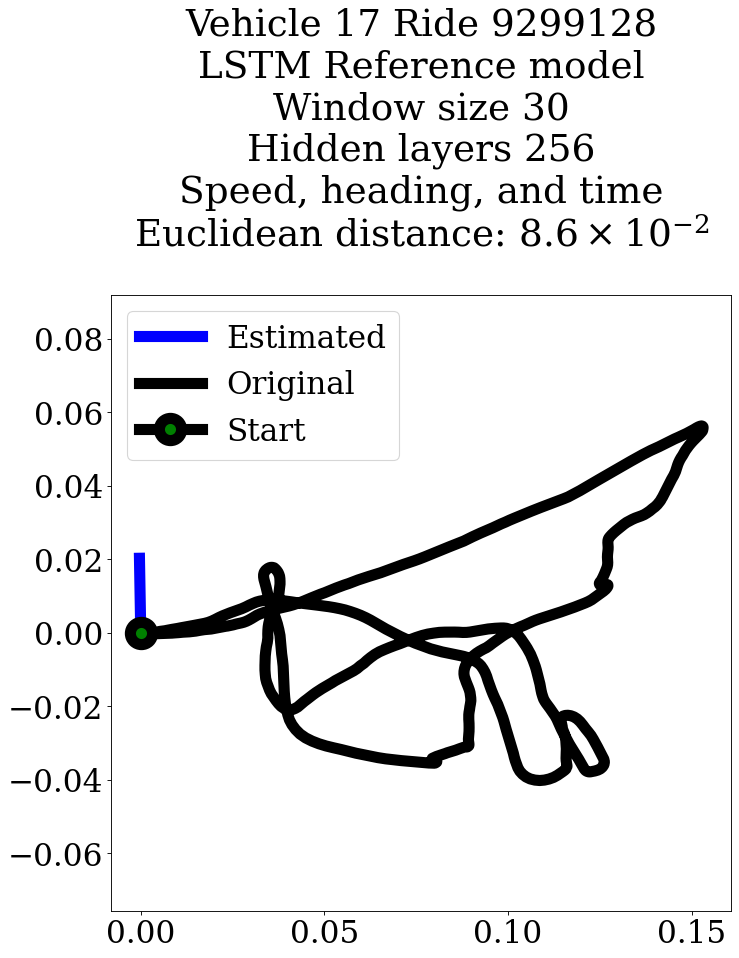 Vehicle 17 Ride 9299128
LSTM Reference model
Window size 30
Hidden layers 256
Speed, heading, and time
Euclidean distance: 8.6 × 10⁻²
Estimated
Original
Start
0.08
0.06
0.04
0.02
0.00
−0.02
−0.04
−0.06
0.00 0.05 0.10 0.15